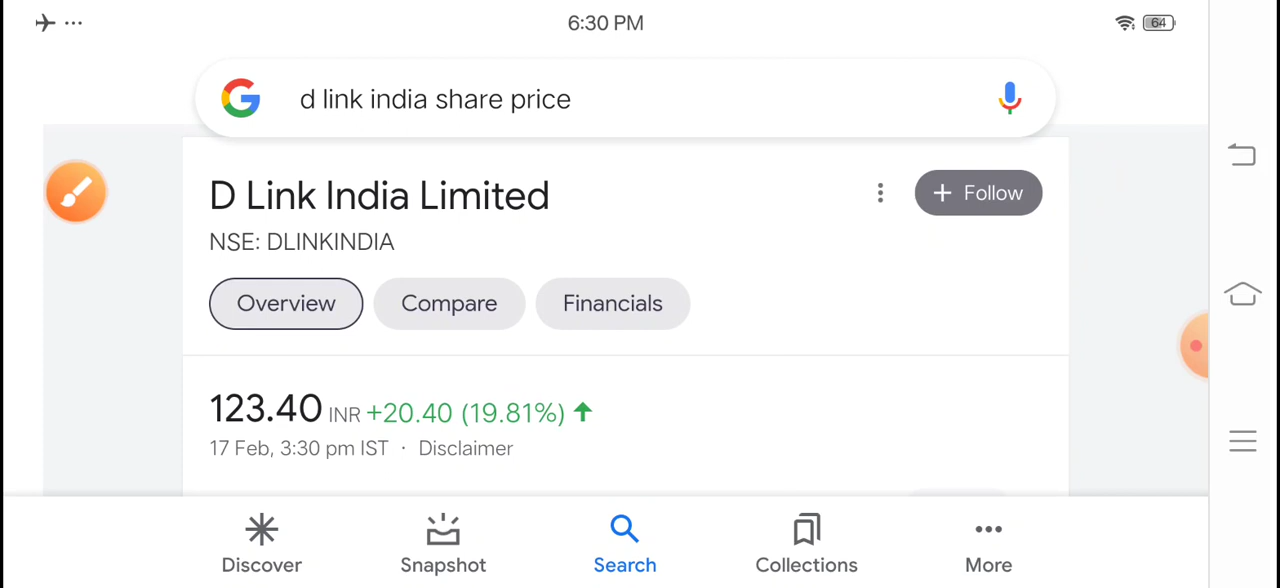 6:30 PM
64
d link india share price
D Link India Limited
Follow
NSE: DLINKINDIA
Overview Compare Financials
123.40 INR +20.40 (19.81%)
17 Feb, 3:30 pm IST · Disclaimer
Discover Snapshot Search Collections More